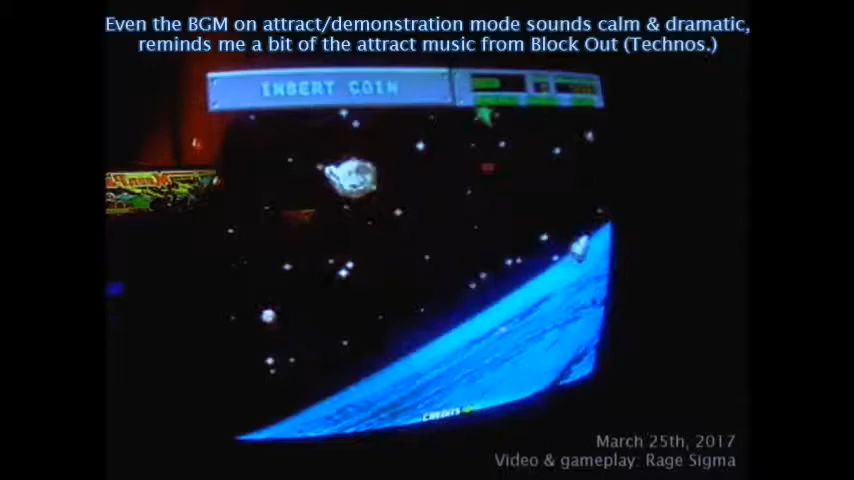 Even the BGM on attract/demonstration mode sounds calm & dramatic,
reminds me a bit of the attract music from Block Out (Technos.)
INSERT COIN
CREDITS
March 25th, 2017
Video & gameplay: Rage Sigma